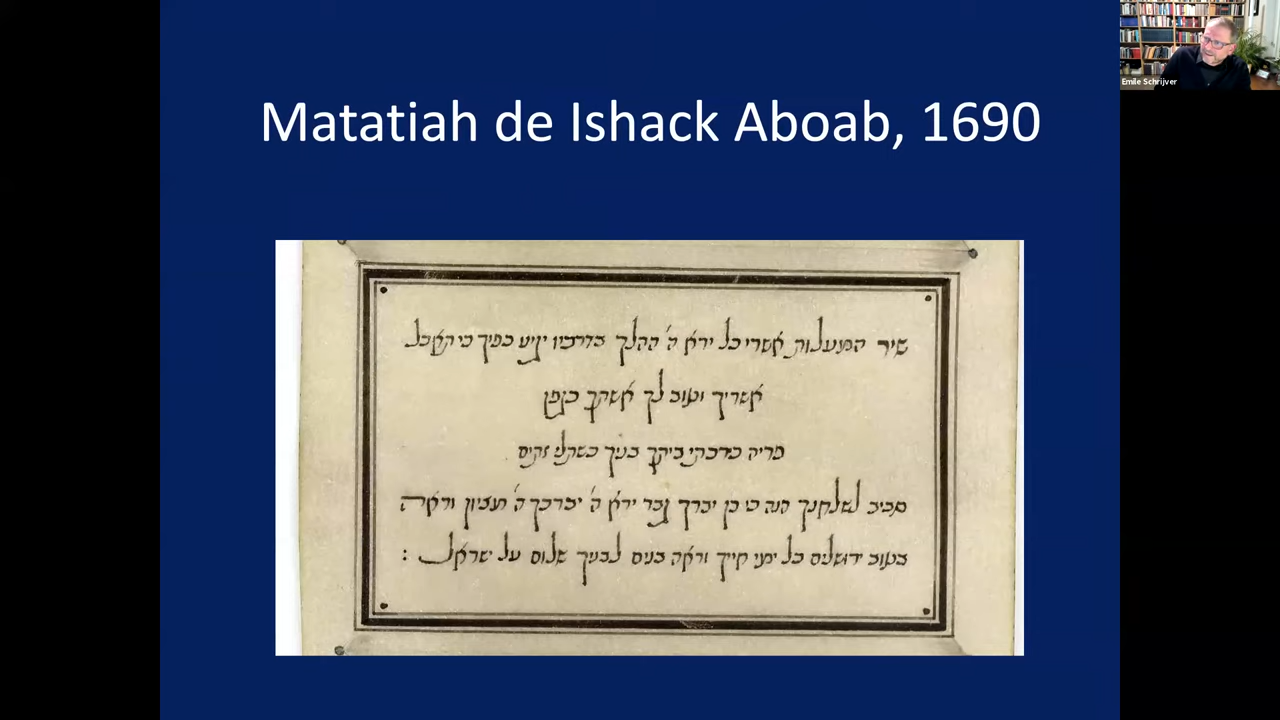 Emile Schrijver
Matatiah de Ishack Aboab, 1690
שיר המעלות אשרי כל ירא ה' ההלך בדרכיו יגיע כפיך כי תאכל
אשריך וטוב לך אשתך כגפן
פריה בירכתי ביתך בניך כשתלי זתים
סביב לשלחנך הנה כי כן יברך גבר ירא ה' יברכך ה' מציון וראה
בטוב ירושלים כל ימי חייך וראה בנים לבניך שלום על ישראל :